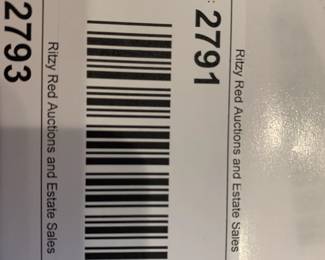 Ritzy Red Auctions and Estate Sales
: 2791
Ritzy Red Auctions and Estate Sales
2793